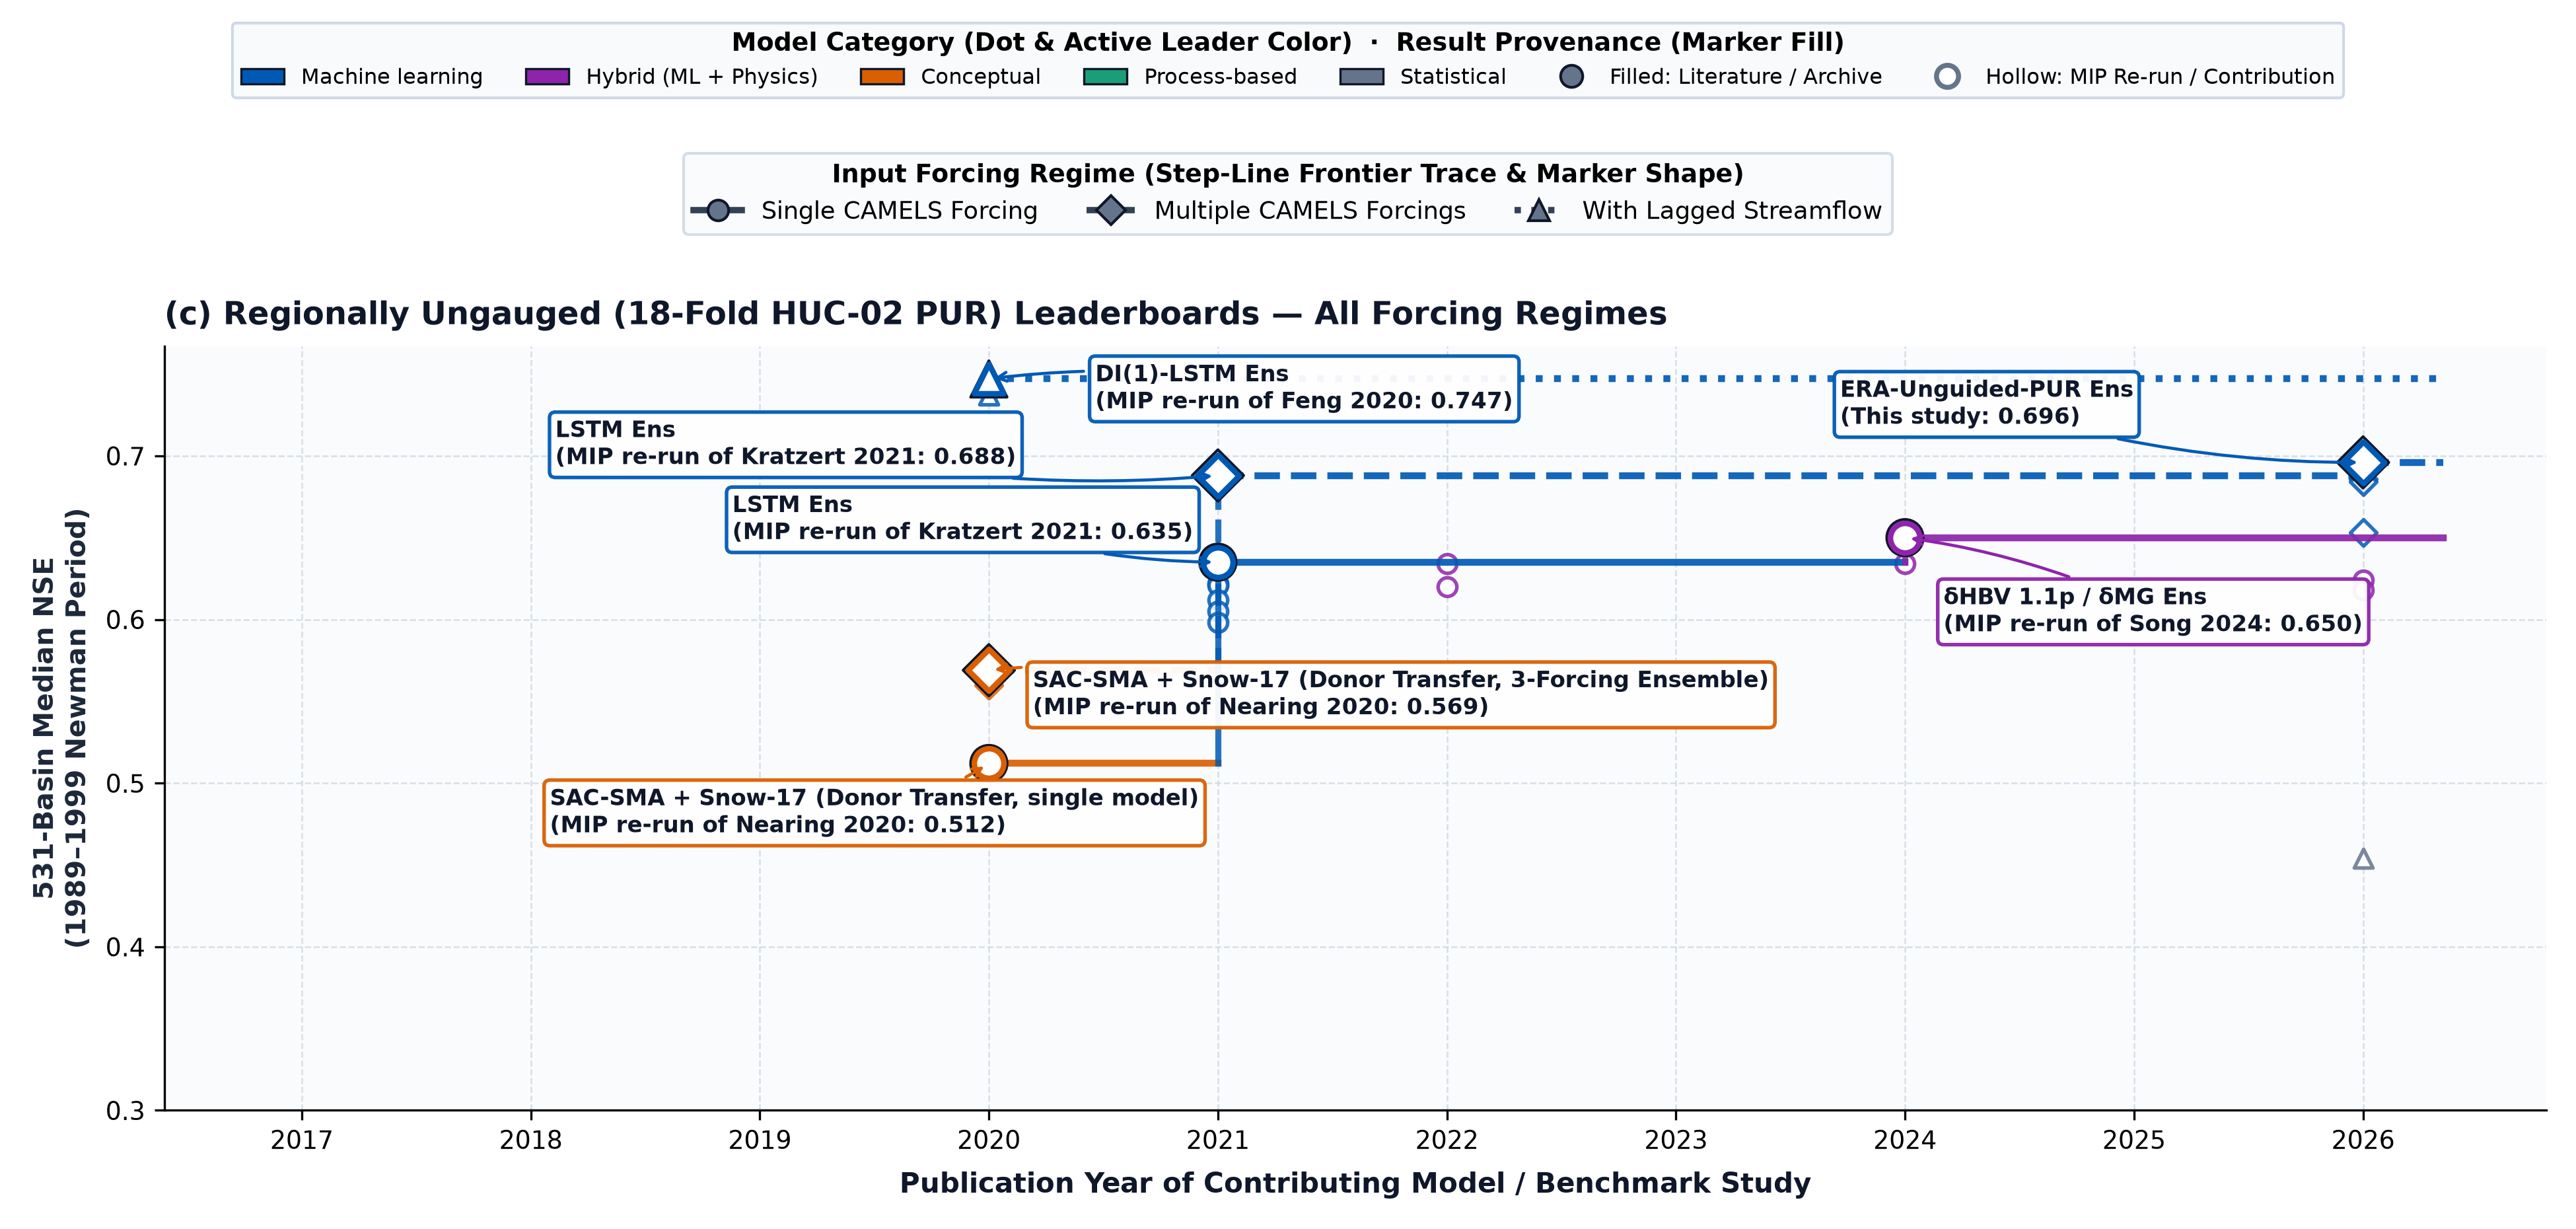 Model Category (Dot & Active Leader Color)  ·  Result Provenance (Marker Fill)
Machine learning
Hybrid (ML + Physics)
Conceptual
Process-based
Statistical
Filled: Literature / Archive
Hollow: MIP Re-run / Contribution
Input Forcing Regime (Step-Line Frontier Trace & Marker Shape)
Single CAMELS Forcing
Multiple CAMELS Forcings
With Lagged Streamflow
(c) Regionally Ungauged (18-Fold HUC-02 PUR) Leaderboards — All Forcing Regimes
DI(1)-LSTM Ens
(MIP re-run of Feng 2020: 0.747)
ERA-Unguided-PUR Ens
(This study: 0.696)
LSTM Ens
(MIP re-run of Kratzert 2021: 0.688)
LSTM Ens
(MIP re-run of Kratzert 2021: 0.635)
δHBV 1.1p / δMG Ens
(MIP re-run of Song 2024: 0.650)
SAC-SMA + Snow-17 (Donor Transfer, 3-Forcing Ensemble)
(MIP re-run of Nearing 2020: 0.569)
SAC-SMA + Snow-17 (Donor Transfer, single model)
(MIP re-run of Nearing 2020: 0.512)
531-Basin Median NSE
(1989–1999 Newman Period)
0.7
0.6
0.5
0.4
0.3
2017
2018
2019
2020
2021
2022
2023
2024
2025
2026
Publication Year of Contributing Model / Benchmark Study